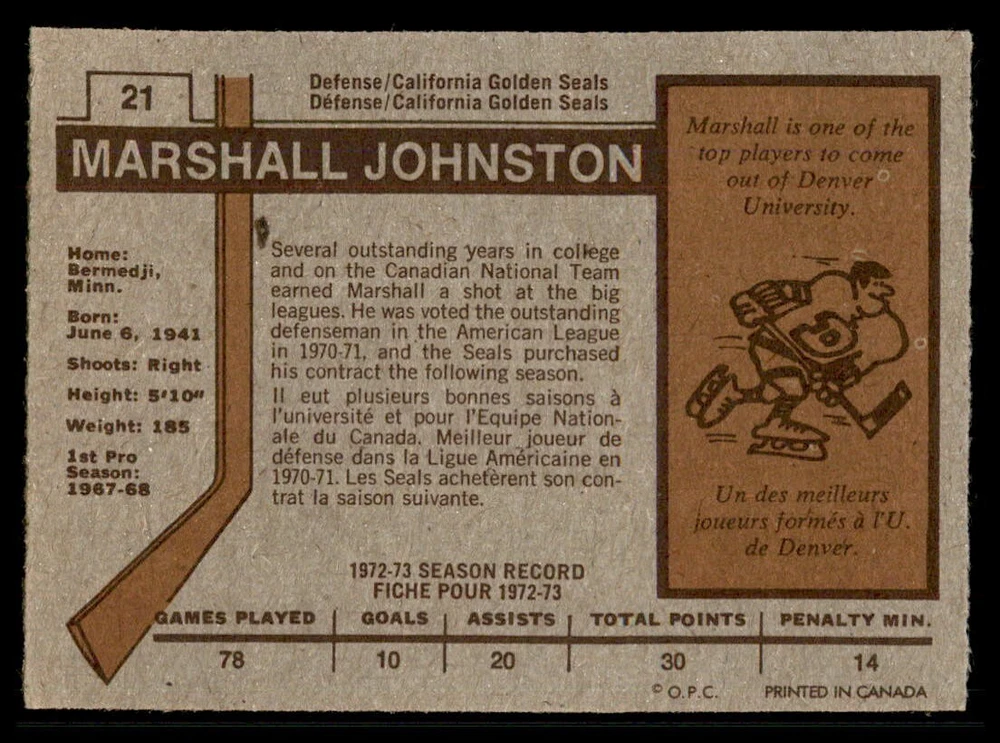 21
Defense/California Golden Seals
Défense/California Golden Seals
MARSHALL JOHNSTON
Home:
Bermedji,
Minn.
Born:
June 6, 1941
Shoots: Right
Height: 5'10"
Weight: 185
1st Pro
Season:
1967-68
Several outstanding years in college
and on the Canadian National Team
earned Marshall a shot at the big
leagues. He was voted the outstanding
defenseman in the American League
in 1970-71, and the Seals purchased
his contract the following season.
Il eut plusieurs bonnes saisons à
l'université et pour l'Equipe Nation-
ale du Canada. Meilleur joueur de
défense dans la Ligue Américaine en
1970-71. Les Seals achetèrent son con-
trat la saison suivante.
Marshall is one of the
top players to come
out of Denver
University.
Un des meilleurs
joueurs formés à l'U.
de Denver.
1972-73 SEASON RECORD
FICHE POUR 1972-73
GAMES PLAYED GOALS ASSISTS TOTAL POINTS PENALTY MIN.
78 10 20 30 14
© O.P.C. PRINTED IN CANADA